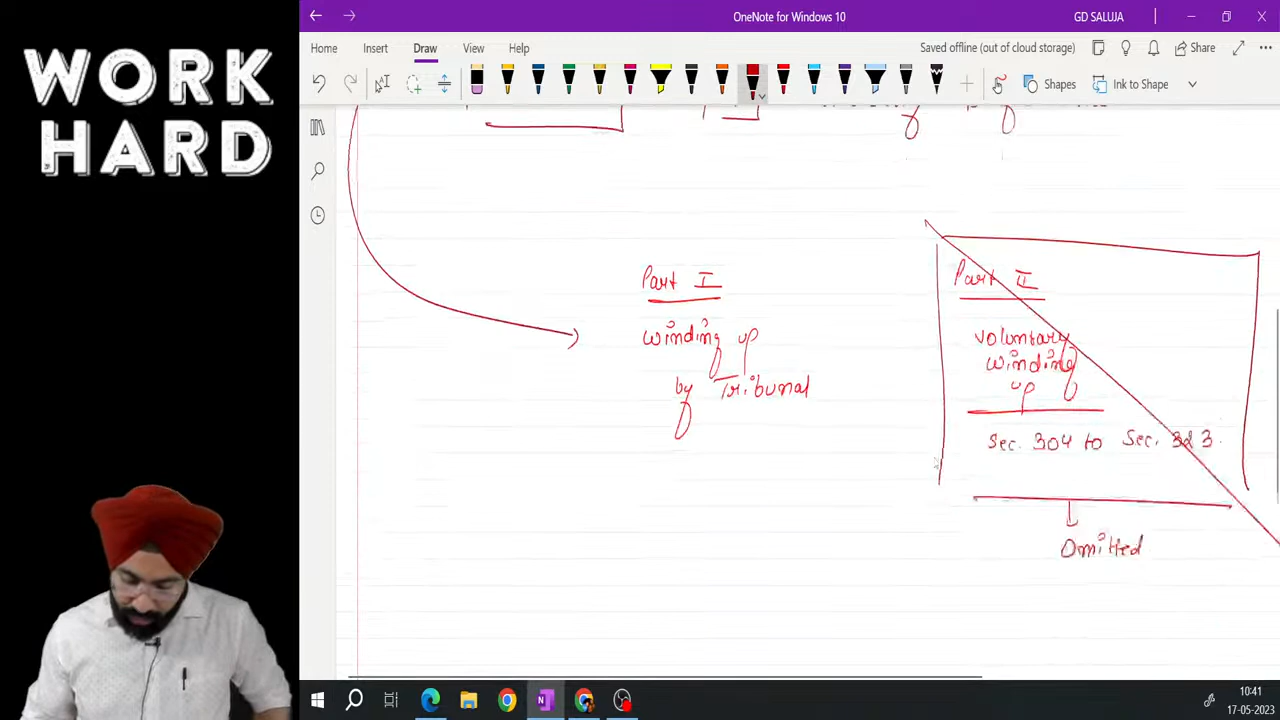 WORK
HARD
OneNote for Windows 10
GD SALUJA
Home
Insert
Draw
View
Help
Saved offline (out of cloud storage)
Share
Shapes
Ink to Shape
Part I
winding up
by Tribunal
Part II
voluntary
winding
up
Sec. 304 to Sec. 323.
Omitted
10:41
17-05-2023